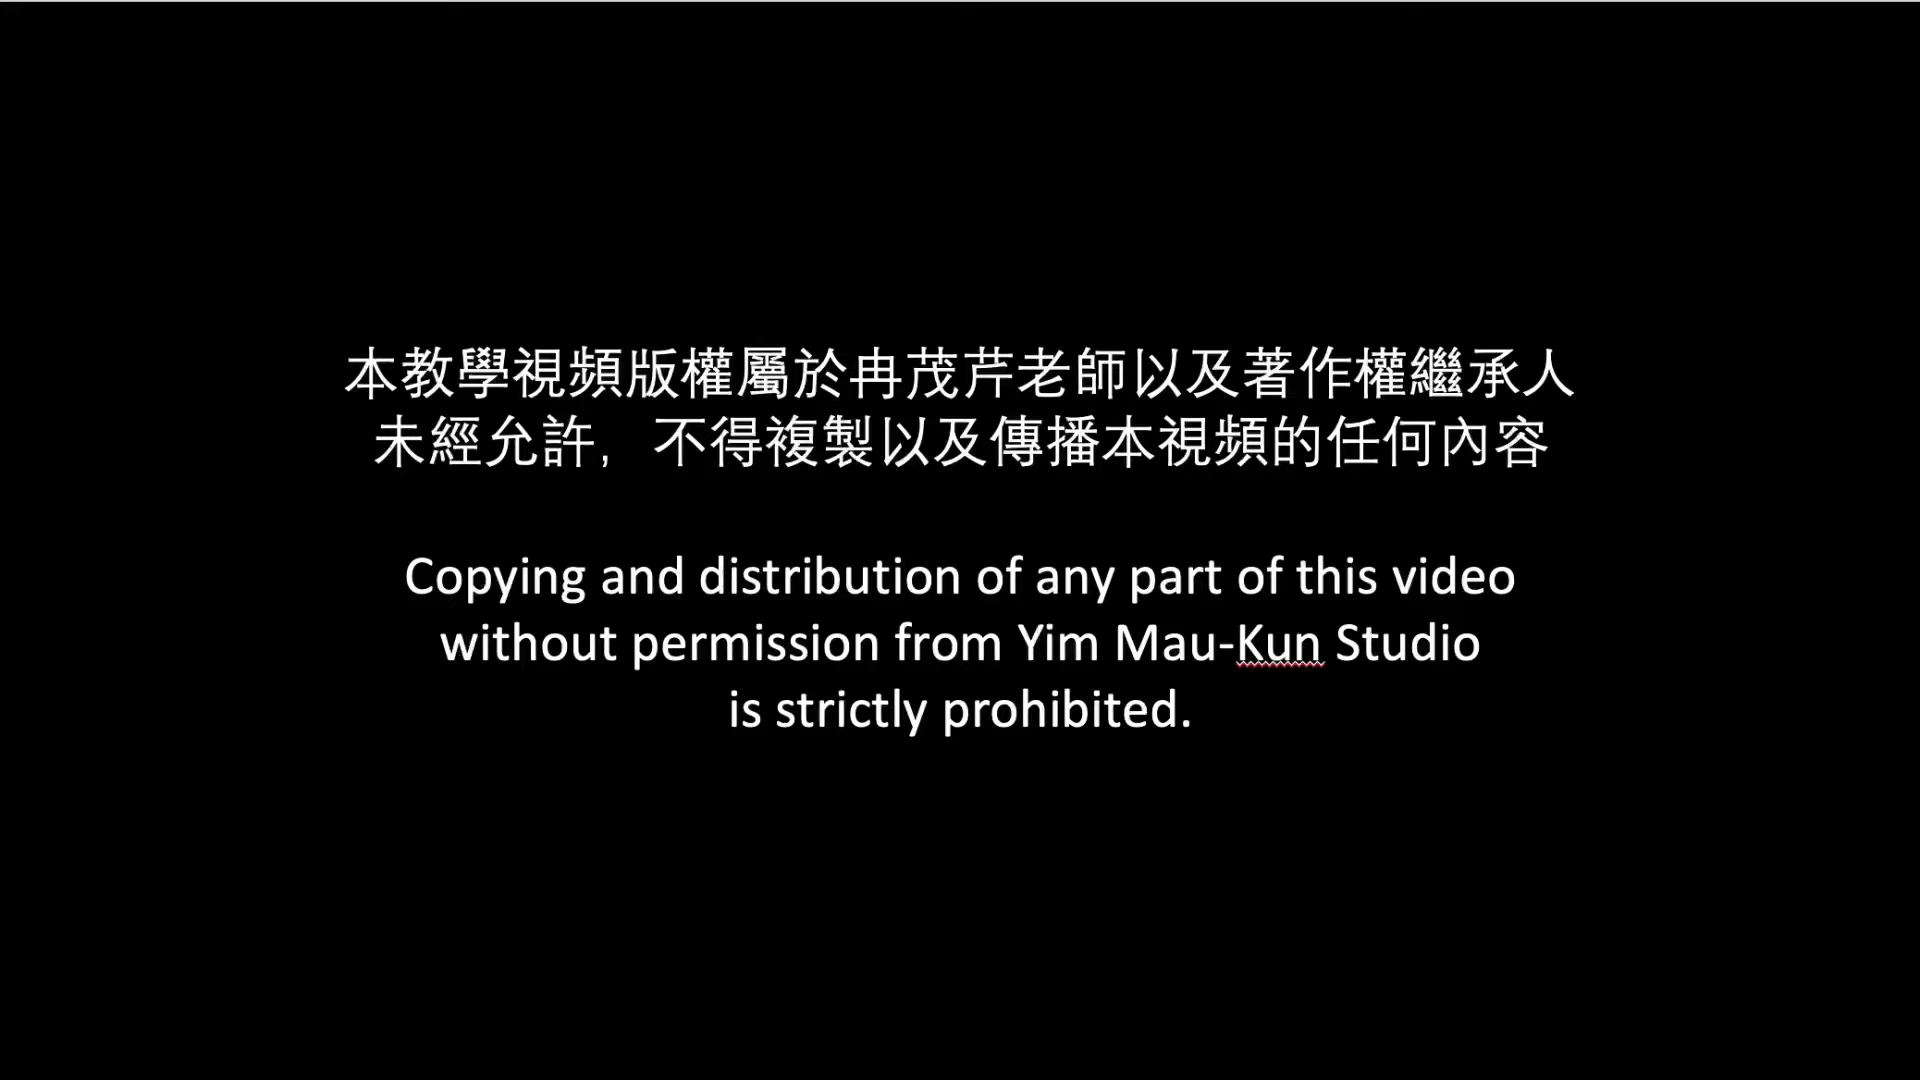 本教學視頻版權屬於冉茂芹老師以及著作權繼承人
未經允許，不得複製以及傳播本視頻的任何內容
Copying and distribution of any part of this video
without permission from Yim Mau-Kun Studio
is strictly prohibited.